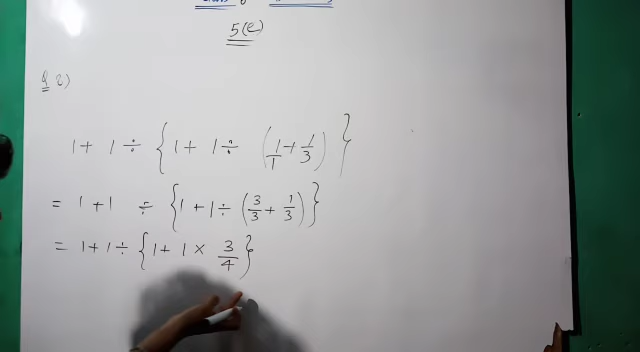 5(e)
Q 2)
1 + 1 ÷ { 1 + 1 ÷ ( 1/1 + 1/3 ) }
= 1 + 1 ÷ { 1 + 1 ÷ ( 3/3 + 1/3 ) }
= 1 + 1 ÷ { 1 + 1 × 3/4 }